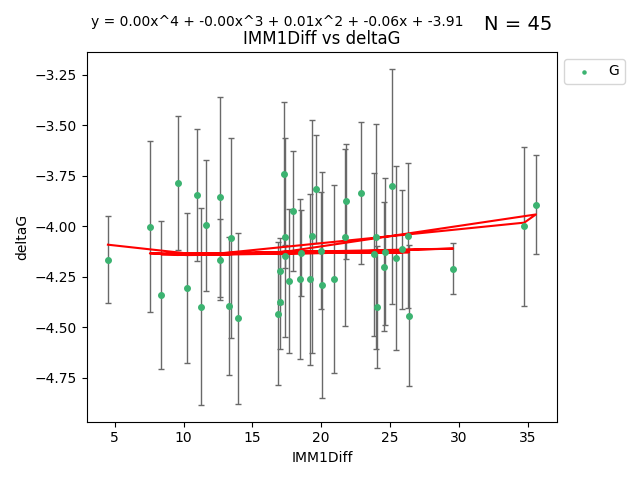 y = 0.00x^4 + -0.00x^3 + 0.01x^2 + -0.06x + -3.91 N = 45
IMM1Diff vs deltaG
G
−3.25
−3.50
−3.75
−4.00
−4.25
−4.50
−4.75
deltaG
5 10 15 20 25 30 35
IMM1Diff